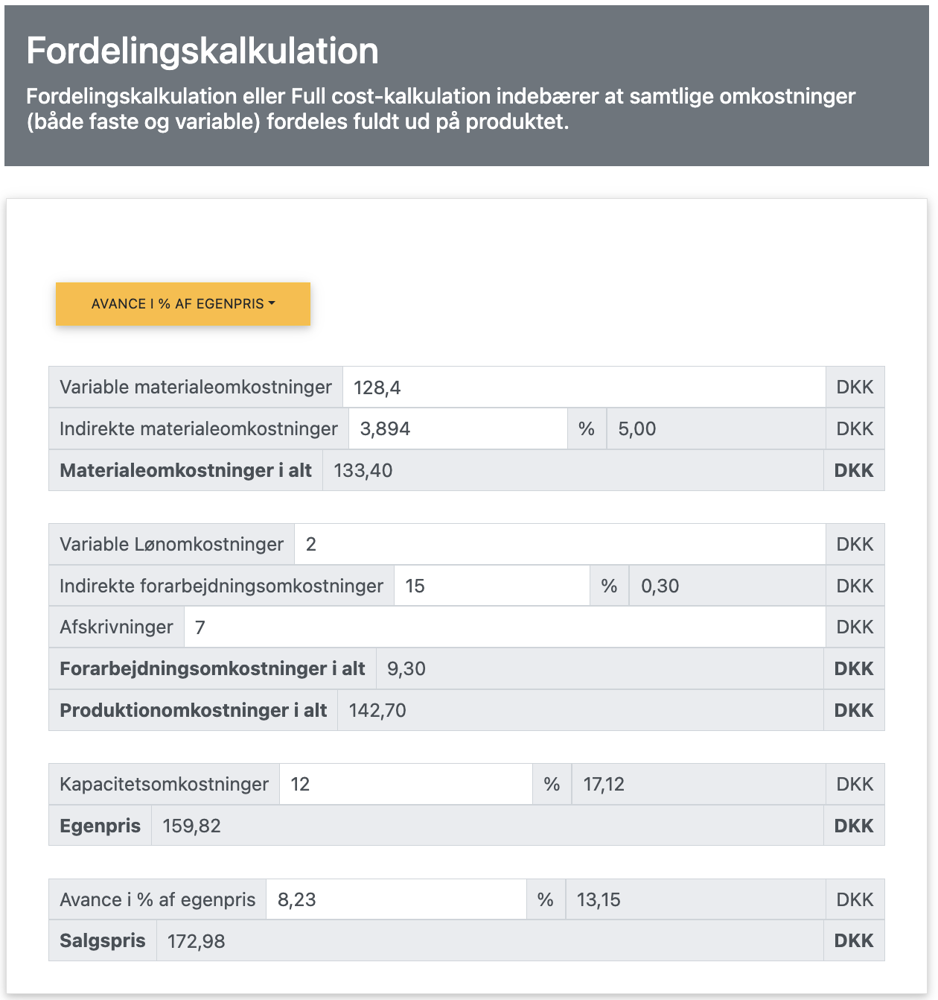 Fordelingskalkulation
Fordelingskalkulation eller Full cost-kalkulation indebærer at samtlige omkostninger
(både faste og variable) fordeles fuldt ud på produktet.
AVANCE I % AF EGENPRIS
Variable materialeomkostninger 128,4 DKK
Indirekte materialeomkostninger 3,894 % 5,00 DKK
Materialeomkostninger i alt 133,40 DKK
Variable Lønomkostninger 2 DKK
Indirekte forarbejdningsomkostninger 15 % 0,30 DKK
Afskrivninger 7 DKK
Forarbejdningsomkostninger i alt 9,30 DKK
Produktionomkostninger i alt 142,70 DKK
Kapacitetsomkostninger 12 % 17,12 DKK
Egenpris 159,82 DKK
Avance i % af egenpris 8,23 % 13,15 DKK
Salgspris 172,98 DKK